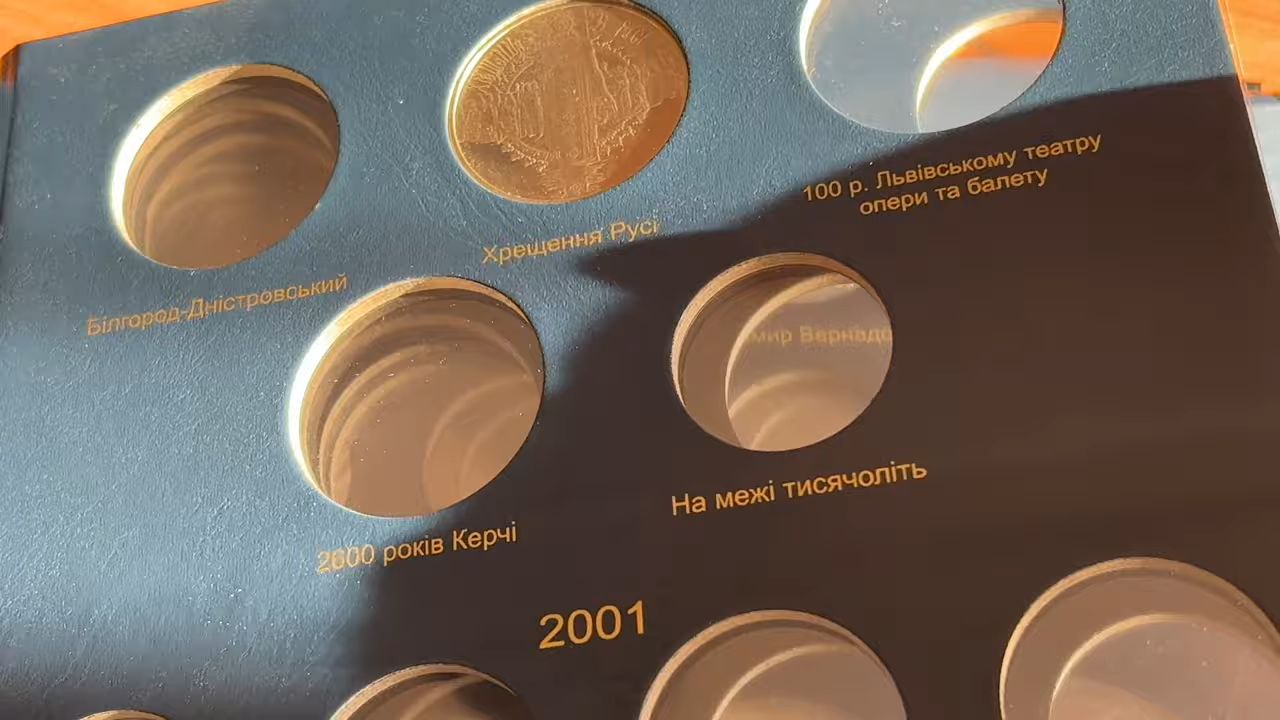 100 р. Львівському театру
опери та балету
Хрещення Русі
Білгород-Дністровський
На межі тисячоліть
2600 років Керчі
2001